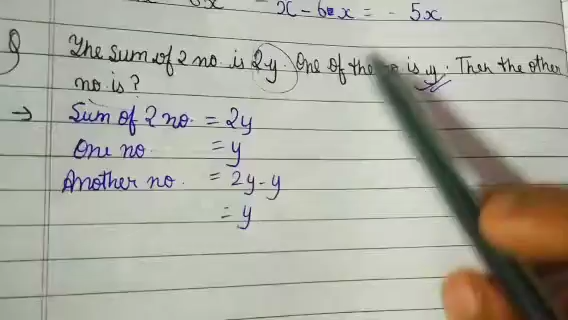 x - 6x = - 5x
Q The sum of 2 no. is 2y. One of the no is y. Then the other
no. is?
→ Sum of 2 no. = 2y
One no. = y
Another no. = 2y-y
= y